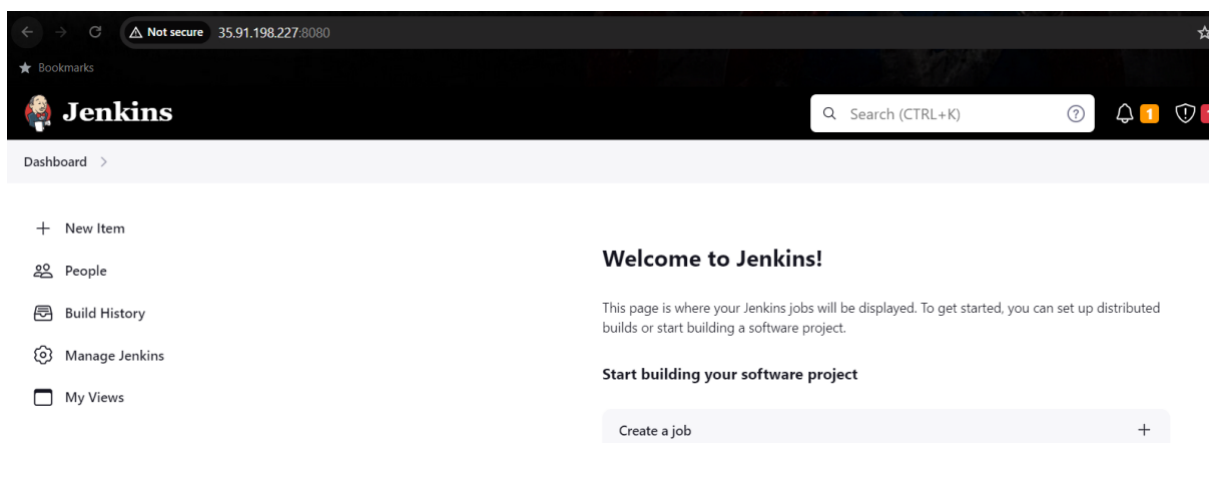 Not secure 35.91.198.227:8080
Bookmarks
Jenkins
Search (CTRL+K)
1
Dashboard
New Item
People
Build History
Manage Jenkins
My Views
Welcome to Jenkins!
This page is where your Jenkins jobs will be displayed. To get started, you can set up distributed
builds or start building a software project.
Start building your software project
Create a job